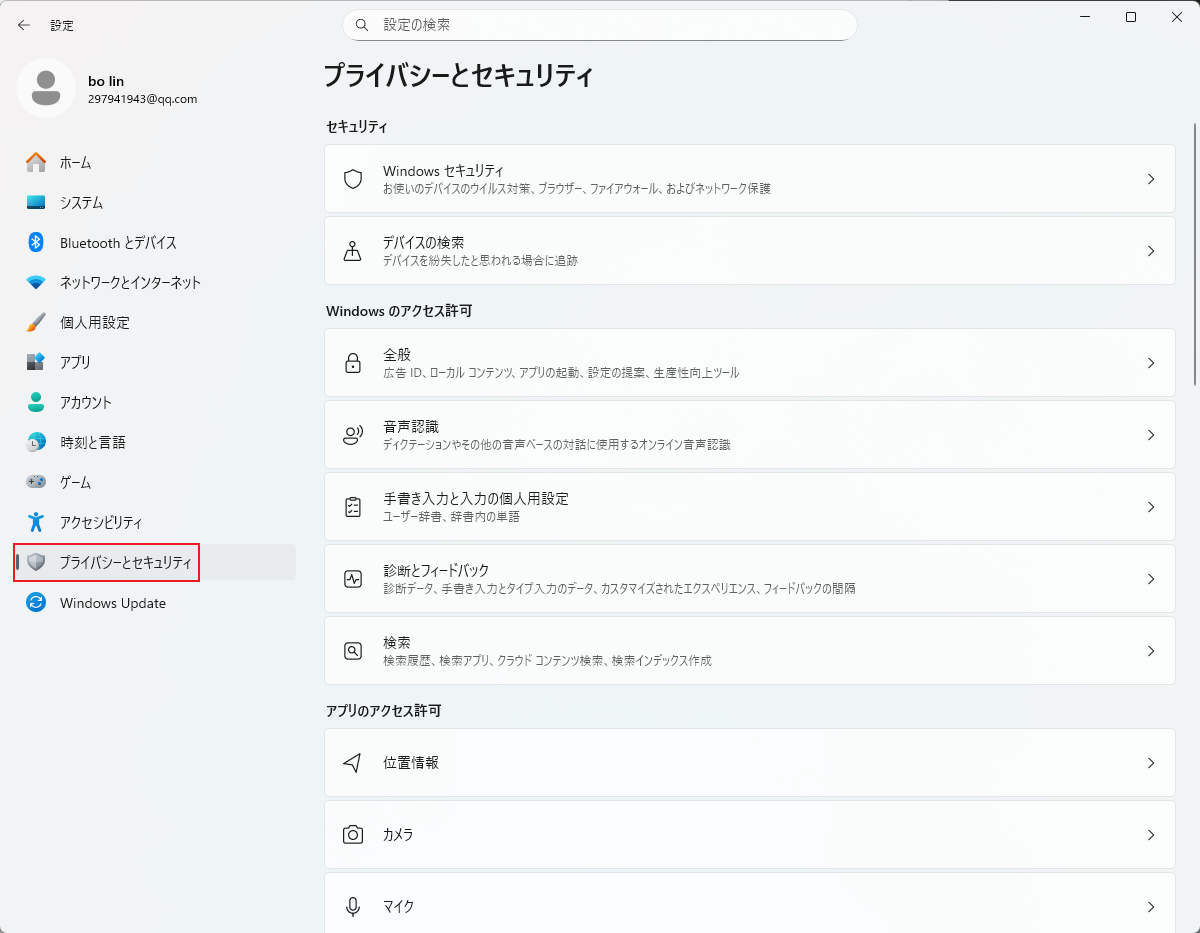 設定
設定の検索
bo lin
297941943@qq.com
ホーム
システム
Bluetooth とデバイス
ネットワークとインターネット
個人用設定
アプリ
アカウント
時刻と言語
ゲーム
アクセシビリティ
プライバシーとセキュリティ
Windows Update
プライバシーとセキュリティ
セキュリティ
Windows セキュリティ
お使いのデバイスのウイルス対策、ブラウザー、ファイアウォール、およびネットワーク保護
デバイスの検索
デバイスを紛失したと思われる場合に追跡
Windows のアクセス許可
全般
広告 ID、ローカル コンテンツ、アプリの起動、設定の提案、生産性向上ツール
音声認識
ディクテーションやその他の音声ベースの対話に使用するオンライン音声認識
手書き入力と入力の個人用設定
ユーザー辞書、辞書内の単語
診断とフィードバック
診断データ、手書き入力とタイプ入力のデータ、カスタマイズされたエクスペリエンス、フィードバックの間隔
検索
検索履歴、検索アプリ、クラウド コンテンツ検索、検索インデックス作成
アプリのアクセス許可
位置情報
カメラ
マイク